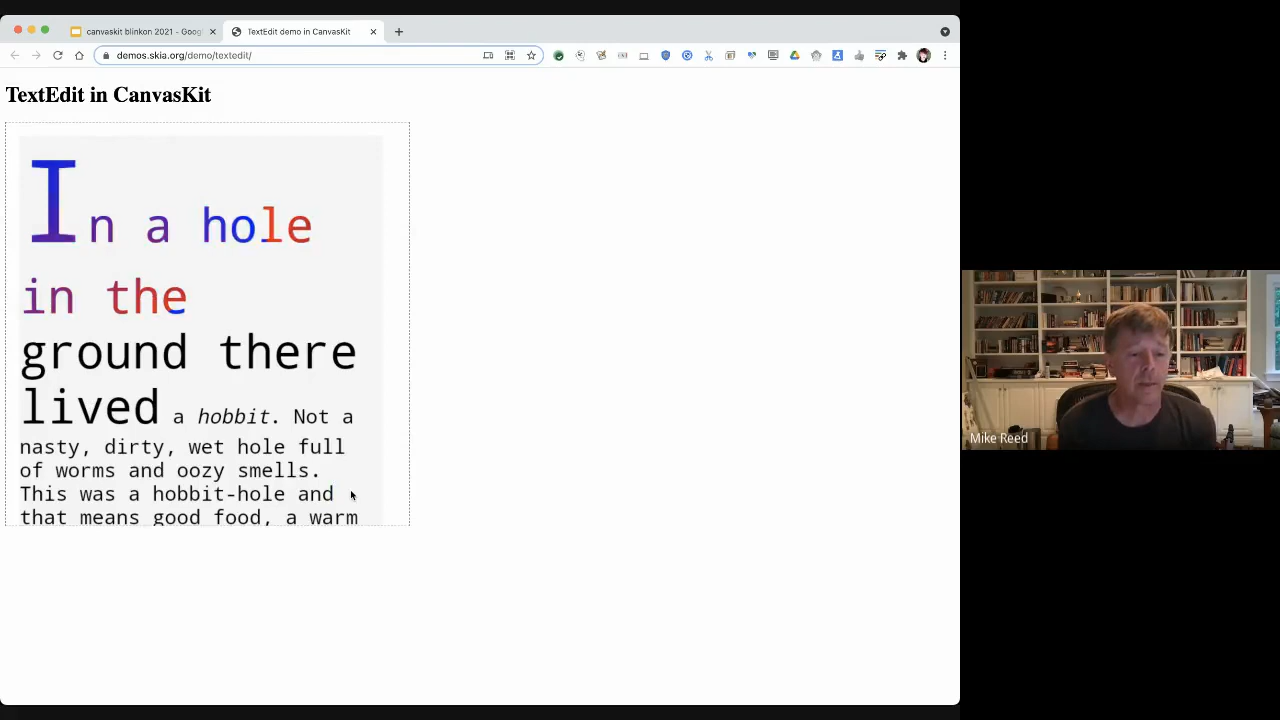 canvaskit blinkon 2021 - Goog
TextEdit demo in CanvasKit
demos.skia.org/demo/textedit/
TextEdit in CanvasKit
In a hole
in the
ground there
lived a hobbit. Not a
nasty, dirty, wet hole full
of worms and oozy smells.
This was a hobbit-hole and
that means good food, a warm
Mike Reed